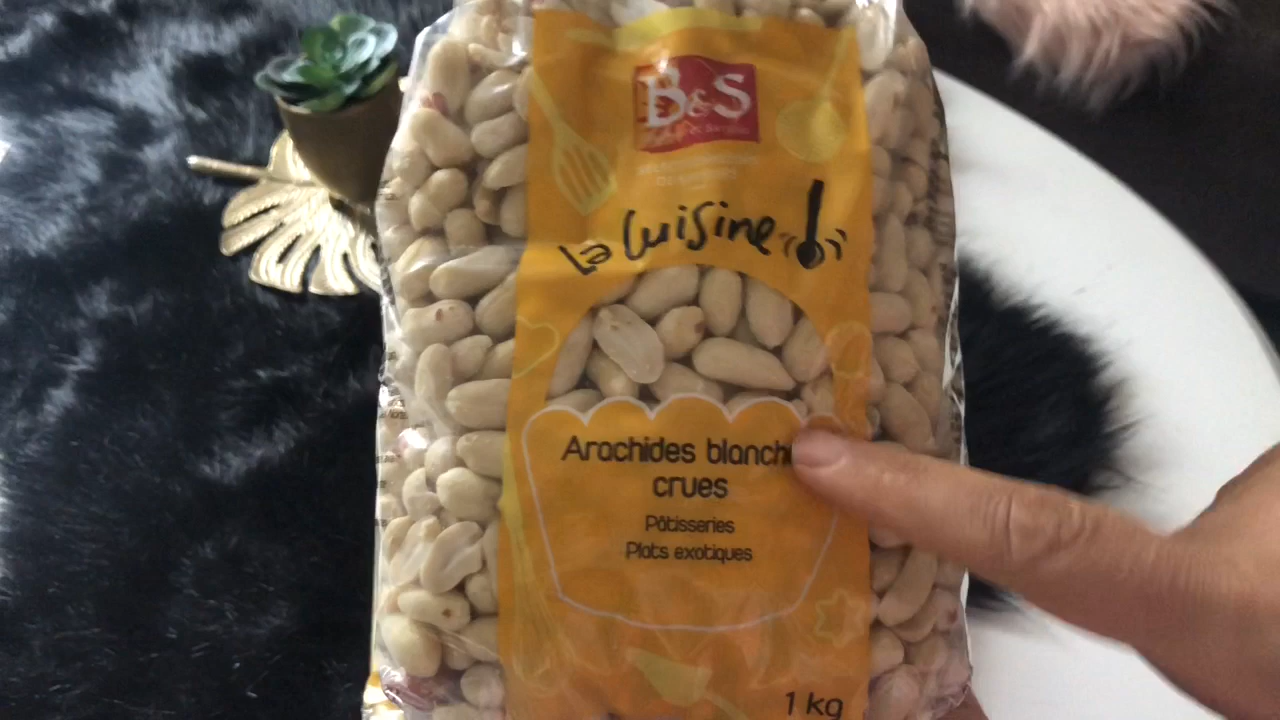 B&S
La Cuisine
Arachides blanch
crues
Pâtisseries
Plats exotiques
1 kg